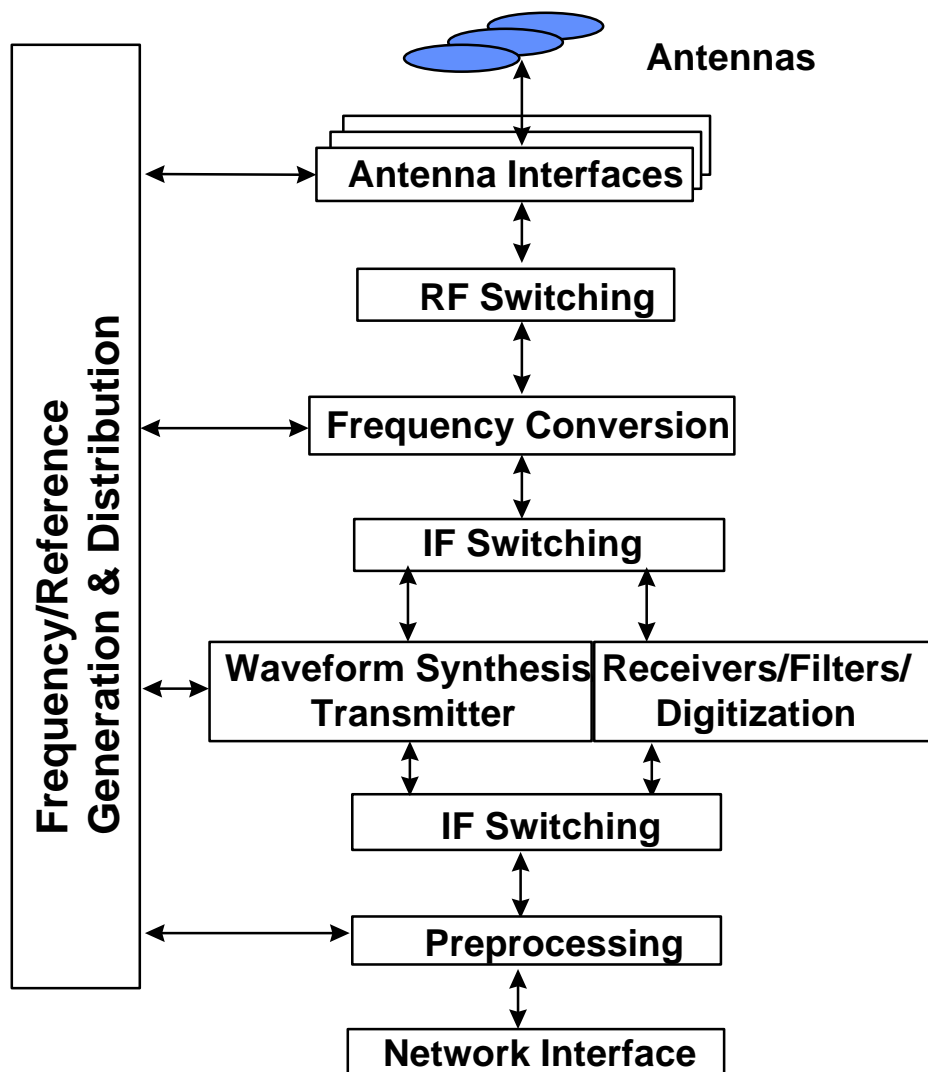 Antennas
Antenna Interfaces
RF Switching
Frequency Conversion
IF Switching
Waveform Synthesis
Transmitter
Receivers/Filters/
Digitization
IF Switching
Preprocessing
Network Interface
Frequency/Reference
Generation & Distribution